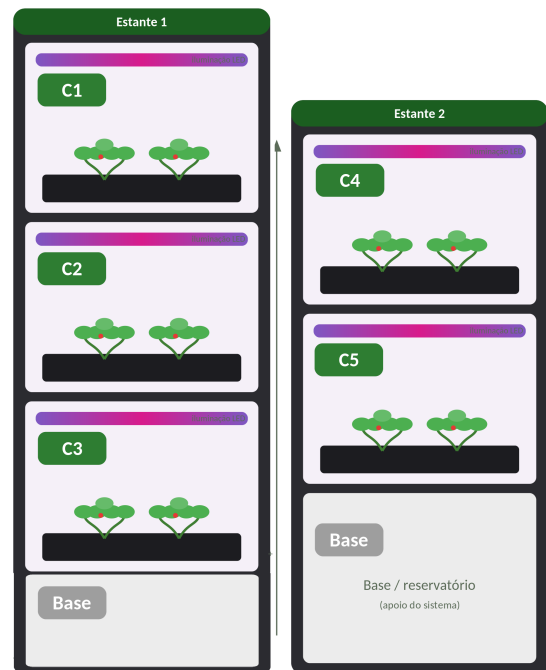 Estante 1
C1
C2
C3
Base
Estante 2
C4
C5
Base
Base / reservatório
(apoio do sistema)